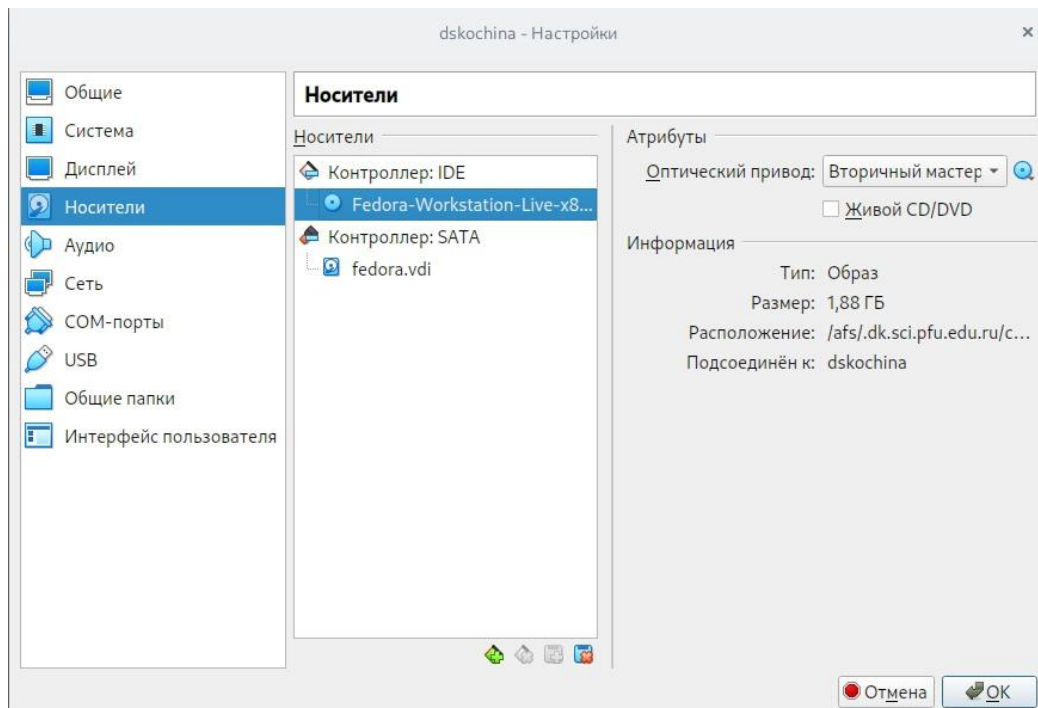 dskochina - Настройки
Общие
Система
Дисплей
Носители
Аудио
Сеть
COM-порты
USB
Общие папки
Интерфейс пользователя
Носители
Носители
Контроллер: IDE
Fedora-Workstation-Live-x8...
Контроллер: SATA
fedora.vdi
Атрибуты
Оптический привод: Вторичный мастер
Живой CD/DVD
Информация
Тип: Образ
Размер: 1,88 ГБ
Расположение: /afs/.dk.sci.pfu.edu.ru/c...
Подсоединён к: dskochina
Отмена
OK